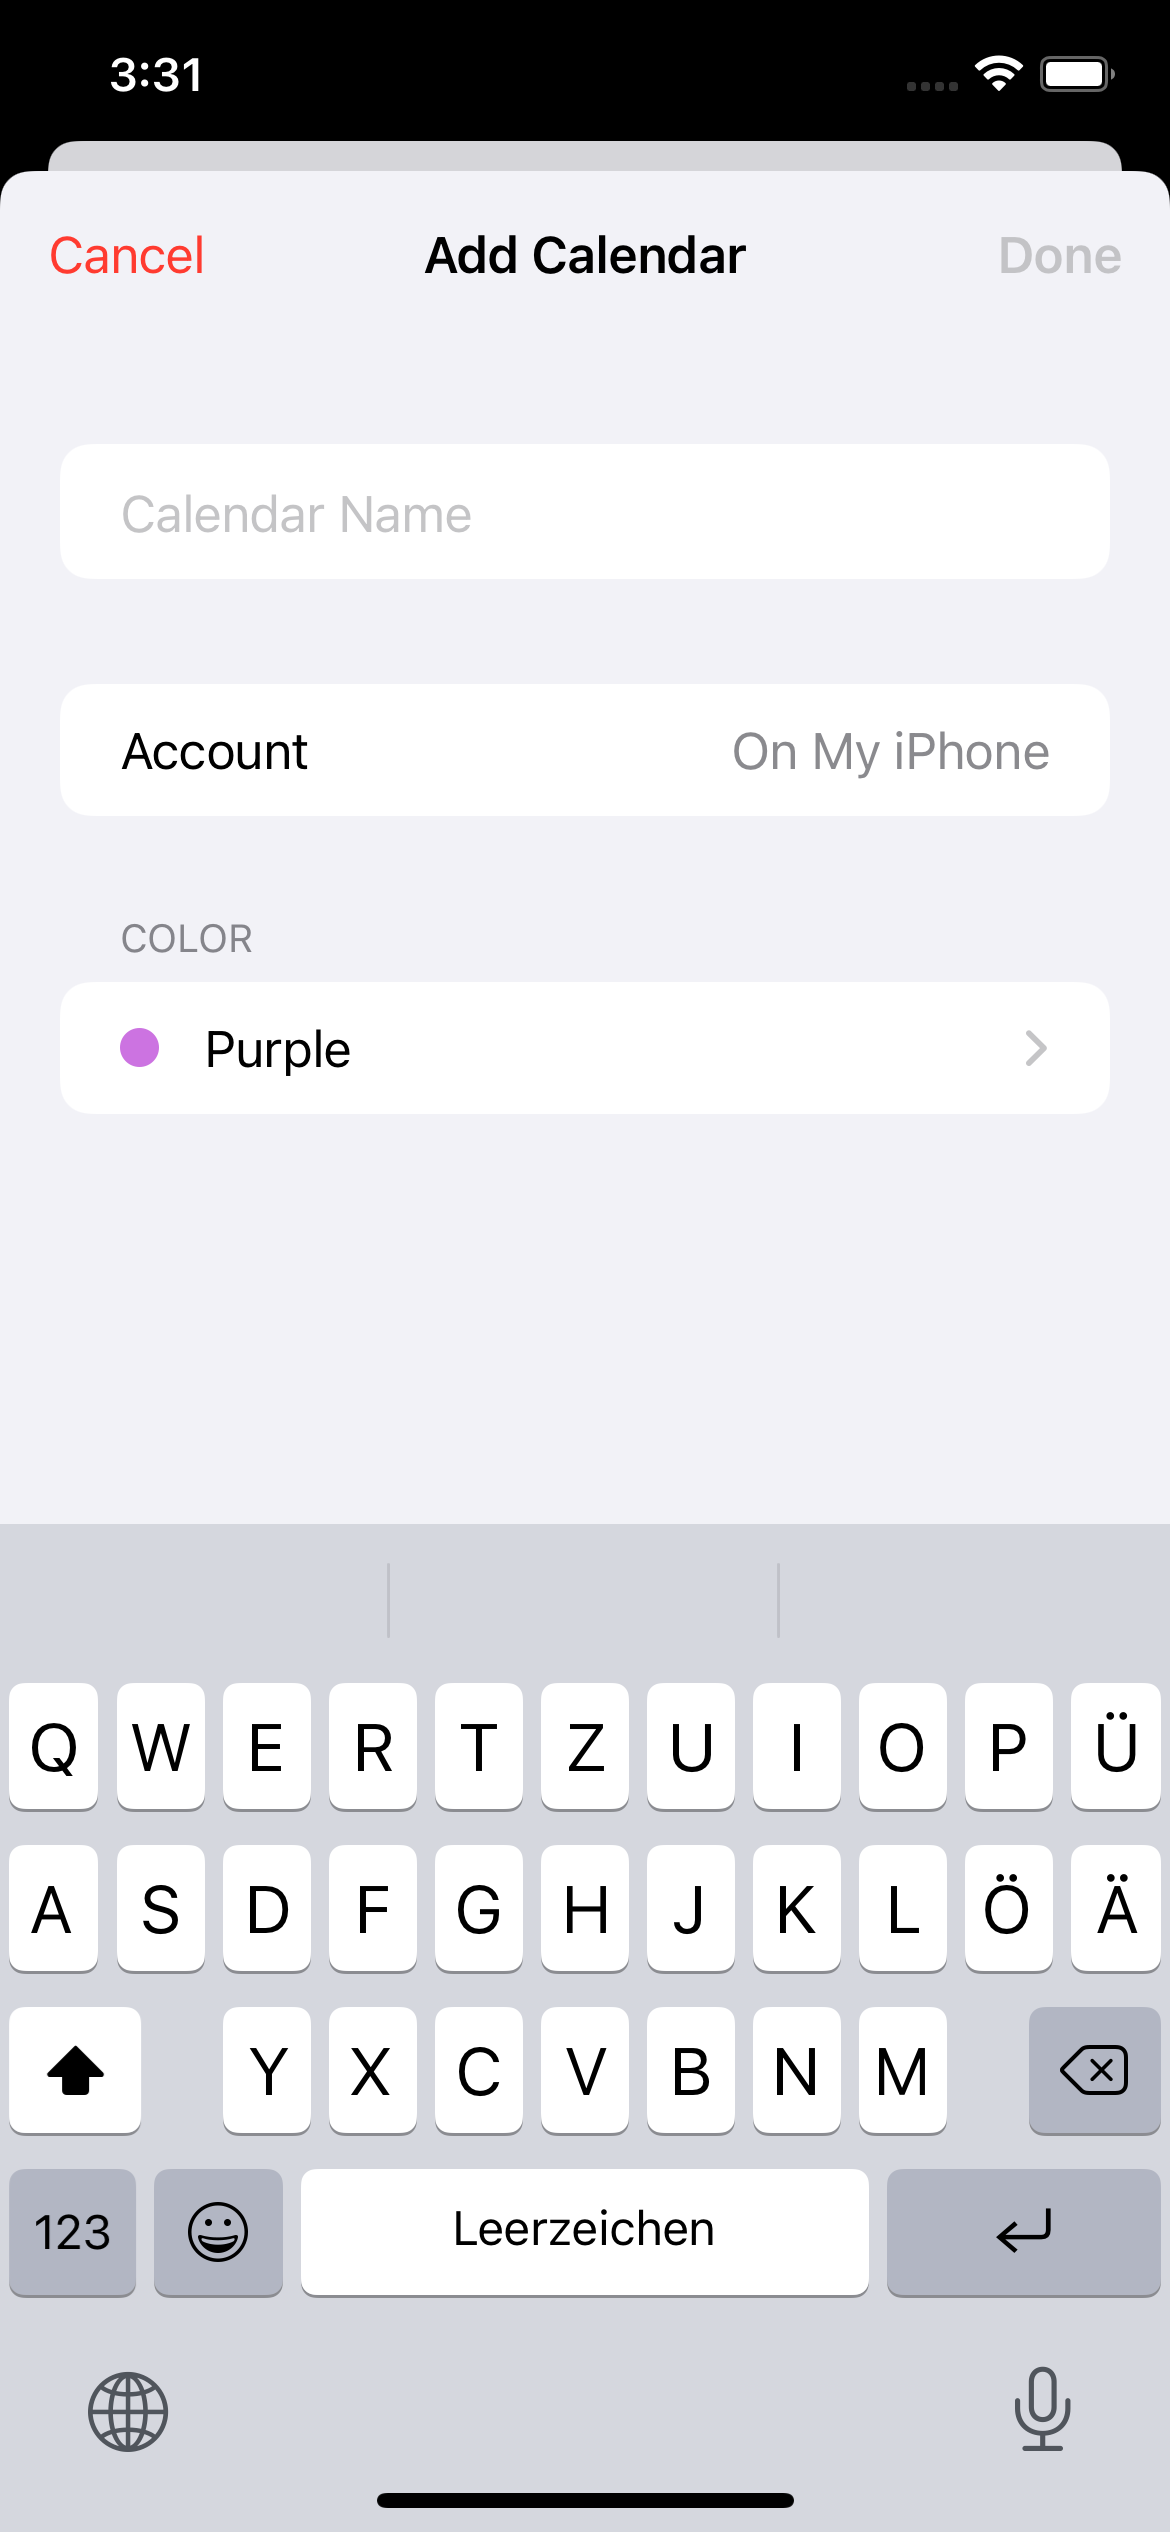 3:31
Cancel Add Calendar Done
Calendar Name
Account On My iPhone
COLOR
Purple
Q W E R T Z U I O P Ü
A S D F G H J K L Ö Ä
Y X C V B N M
123 Leerzeichen